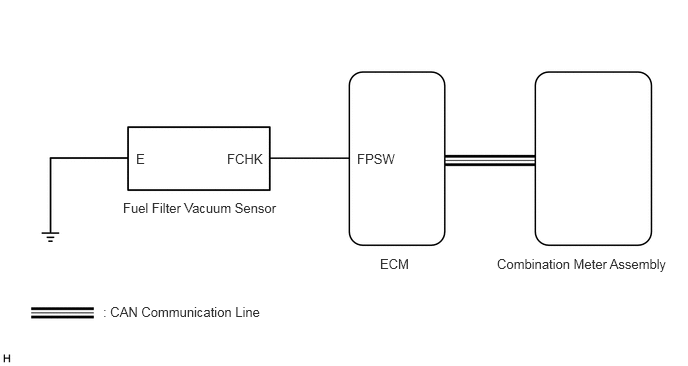 E
FCHK
FPSW
Fuel Filter Vacuum Sensor
ECM
Combination Meter Assembly
: CAN Communication Line
H